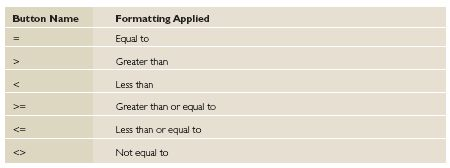 Button Name Formatting Applied
= Equal to
> Greater than
< Less than
>= Greater than or equal to
<= Less than or equal to
<> Not equal to